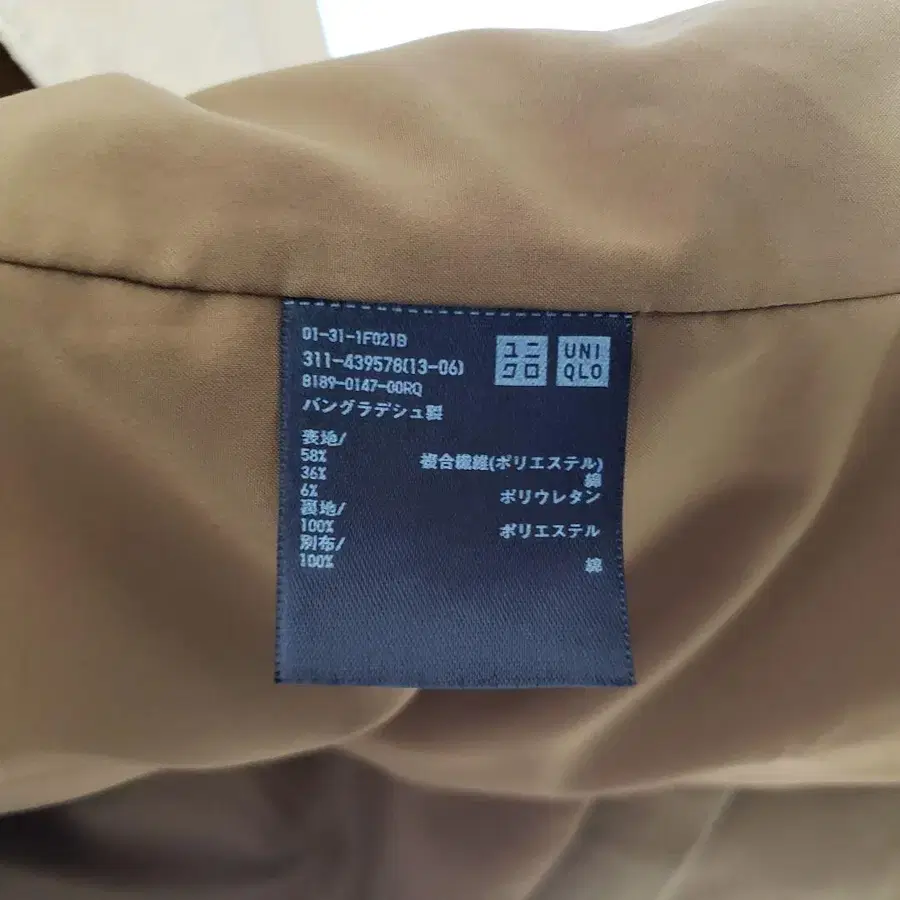 01-31-1F021B
311-439578(13-06)
8189-0147-00RQ
バングラデシュ製
ユニ
クロ
UNI
QLO
表地/
58% 複合繊維(ポリエステル)
36% 綿
6% ポリウレタン
裏地/
100% ポリエステル
別布/
100% 綿